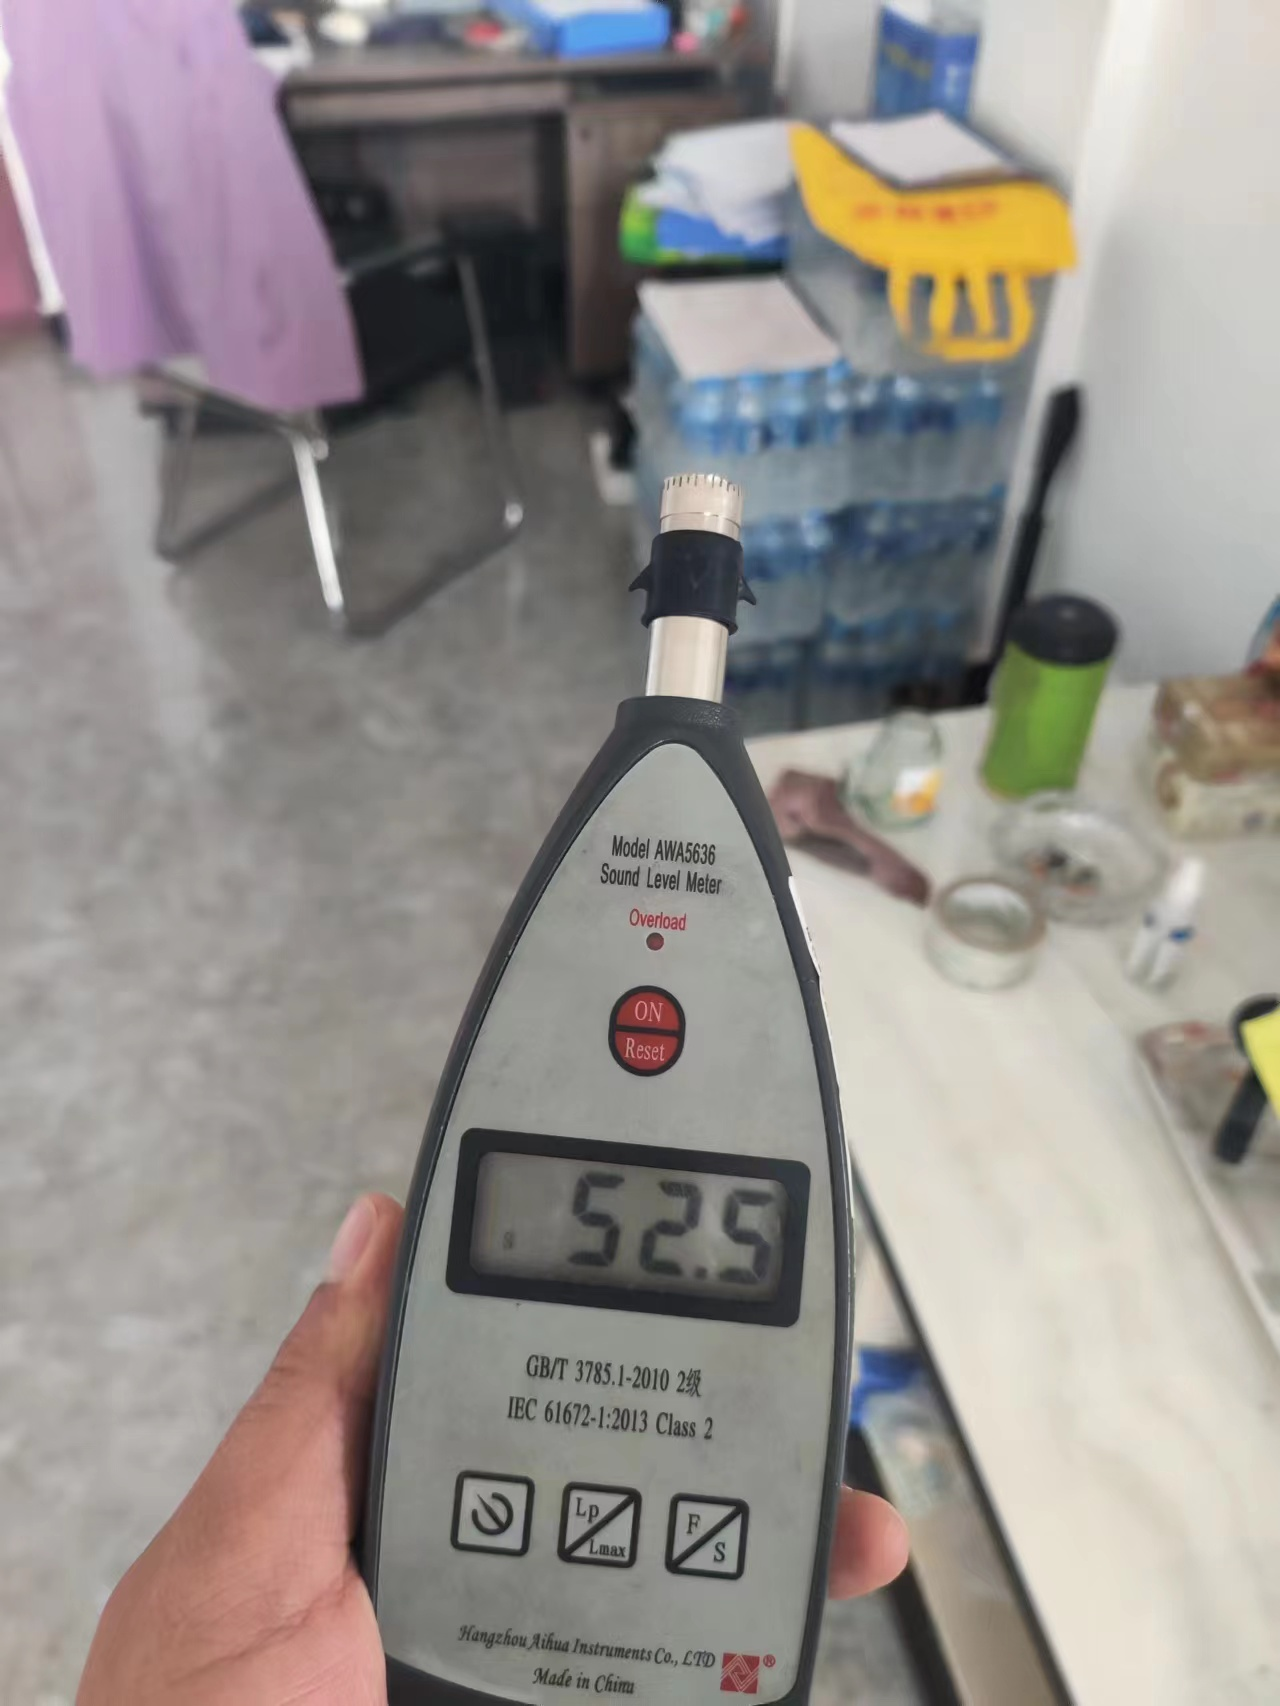 Model AWA5636
Sound Level Meter
Overload
ON
Reset
52.5
GB/T 3785.1-2010 2级
IEC 61672-1:2013 Class 2
Lp
Lmax
F
S
Hangzhou Aihua Instruments Co., LTD
®
Made in China